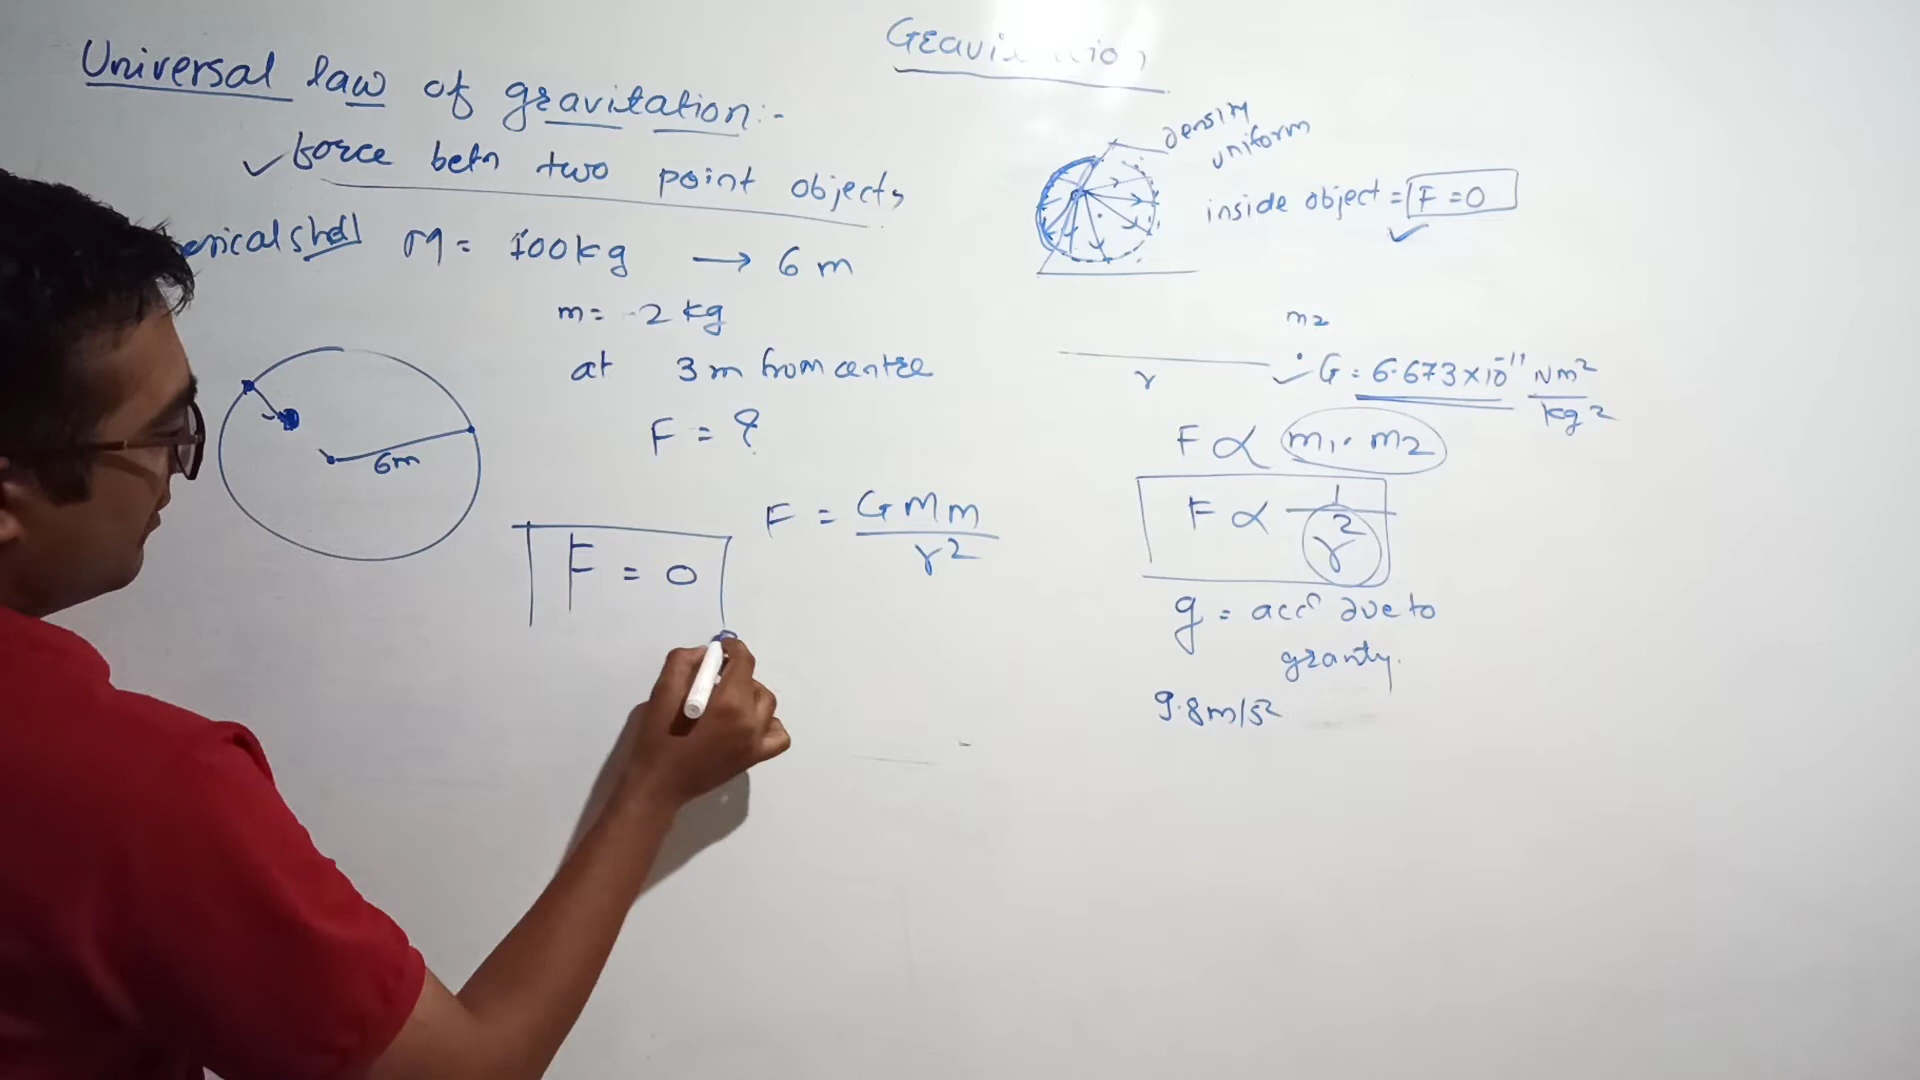 Universal law of gravitation:-
✓ force betn two point objects
shell M = 100kg → 6 m
m = 2 kg
at 3 m from centre
F = ?
6m
F = GMm / r²
F = 0
density
uniform
inside object = F = 0 ✓
m2
r
✓ G = 6.673×10⁻¹¹ Nm²/kg²
F ∝ m₁. m₂
F ∝ 1/r²
g = accn due to
9.8m/s²